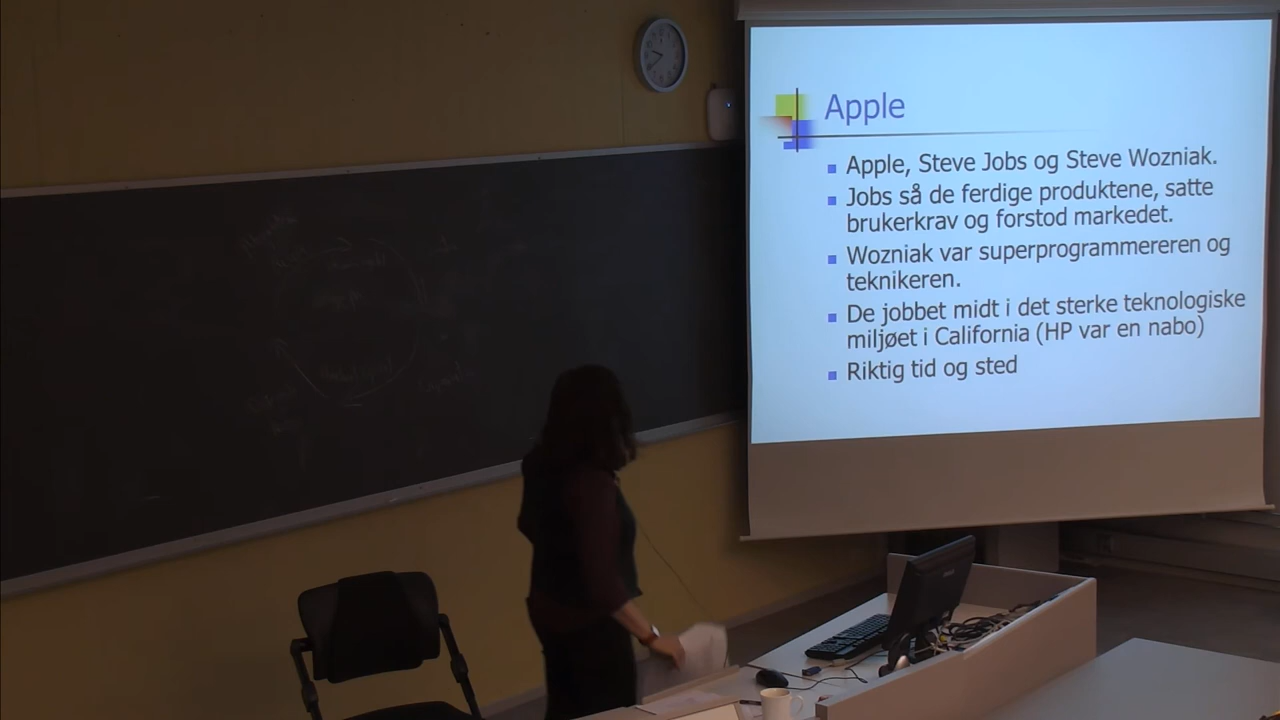 Apple
Apple, Steve Jobs og Steve Wozniak.
Jobs så de ferdige produktene, satte
brukerkrav og forstod markedet.
Wozniak var superprogrammereren og
teknikeren.
De jobbet midt i det sterke teknologiske
miljøet i California (HP var en nabo)
Riktig tid og sted